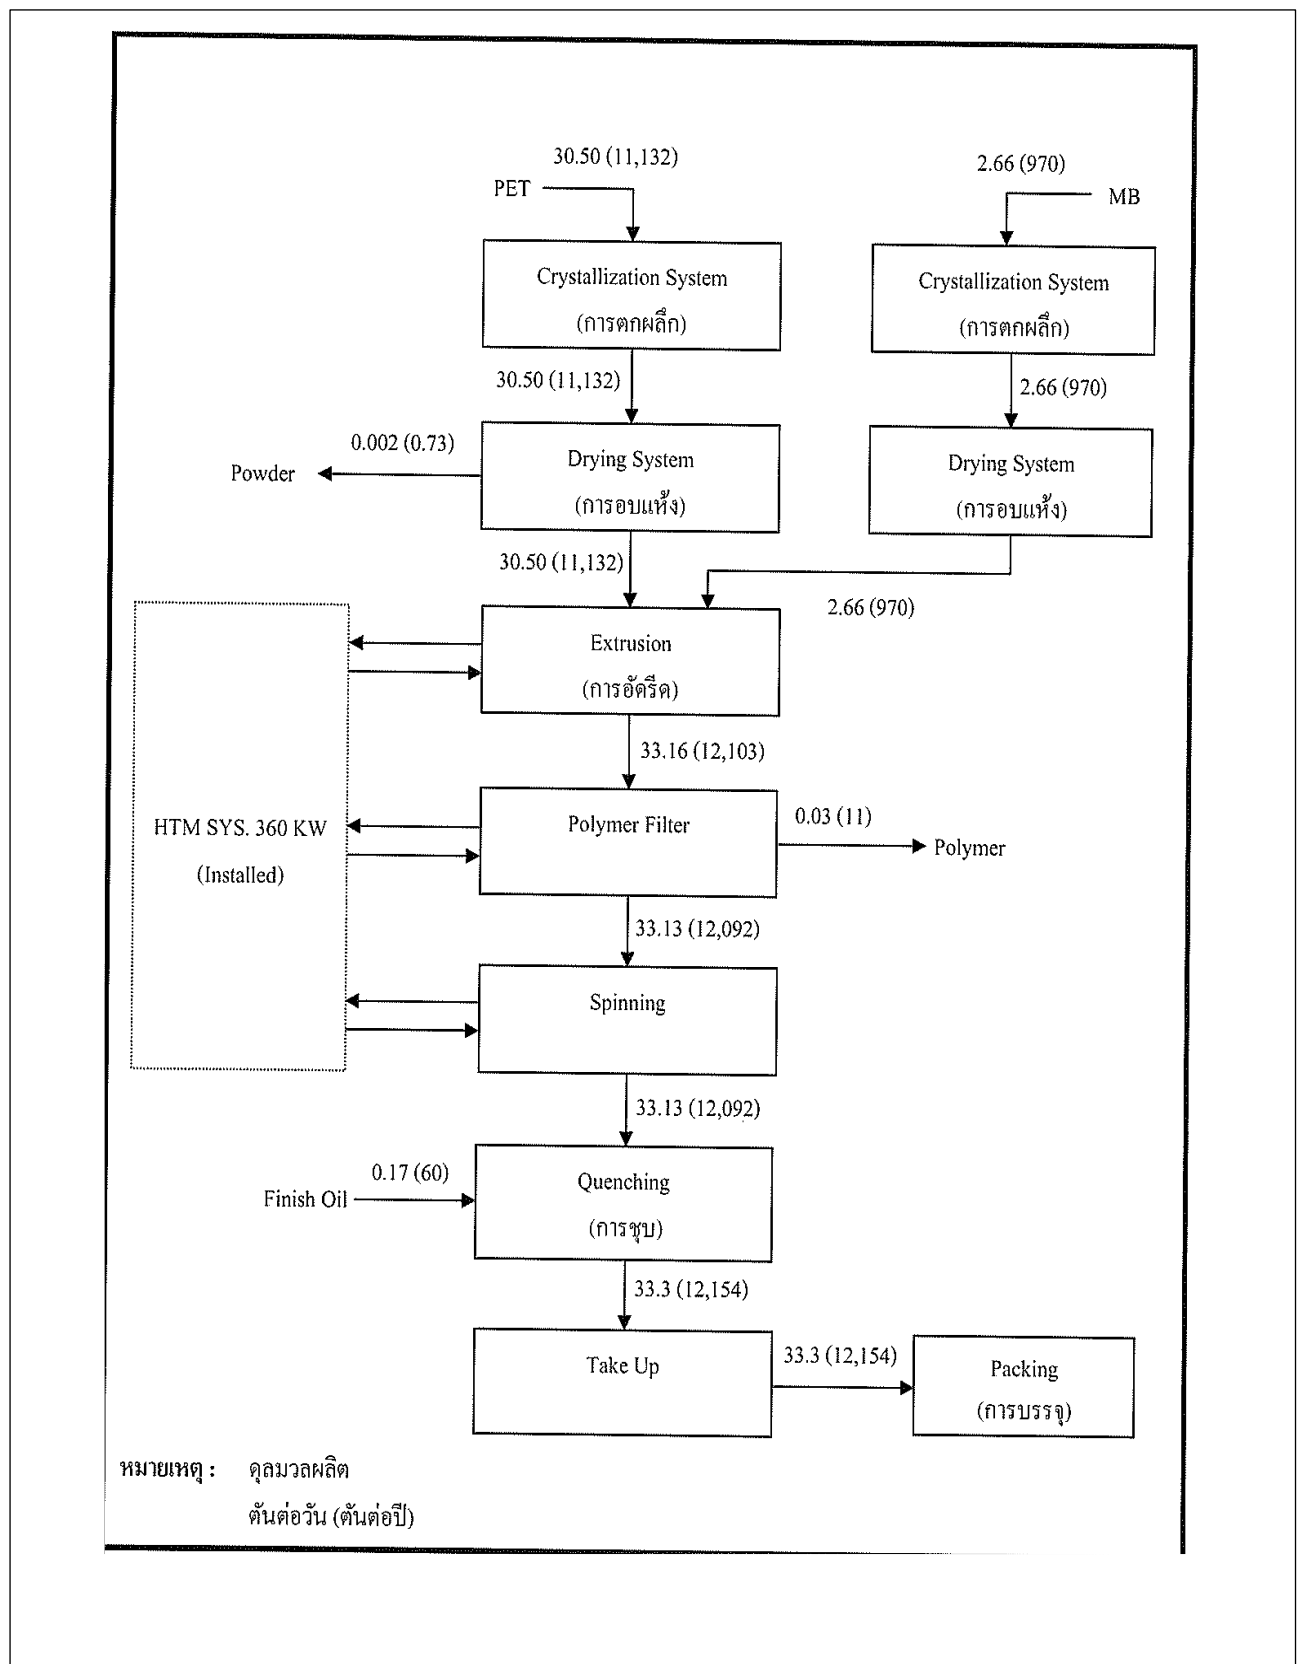 30.50 (11,132)
2.66 (970)
PET
MB
Crystallization System
(การตกผลึก)
Crystallization System
(การตกผลึก)
30.50 (11,132)
2.66 (970)
0.002 (0.73)
Powder
Drying System
(การอบแห้ง)
Drying System
(การอบแห้ง)
30.50 (11,132)
2.66 (970)
Extrusion
(การอัดรีด)
33.16 (12,103)
HTM SYS. 360 KW
(Installed)
Polymer Filter
0.03 (11)
Polymer
33.13 (12,092)
Spinning
33.13 (12,092)
0.17 (60)
Finish Oil
Quenching
(การชุบ)
33.3 (12,154)
Take Up
33.3 (12,154)
Packing
(การบรรจุ)
หมายเหตุ : ดุลมวลผลิต
ตันต่อวัน (ตันต่อปี)